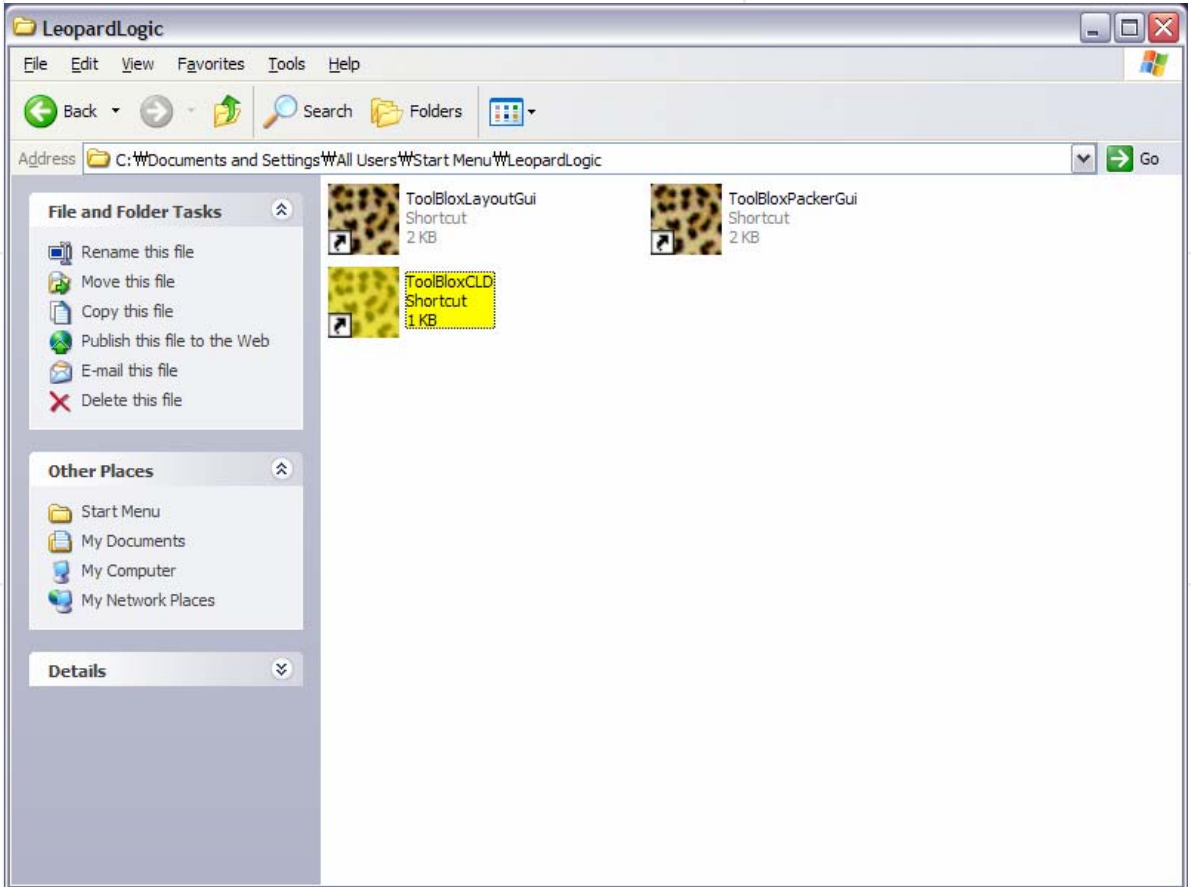 LeopardLogic
File Edit View Favorites Tools Help
Back Search Folders
Address C:₩Documents and Settings₩All Users₩Start Menu₩LeopardLogic Go
File and Folder Tasks
Rename this file
Move this file
Copy this file
Publish this file to the Web
E-mail this file
Delete this file
Other Places
Start Menu
My Documents
My Computer
My Network Places
Details
ToolBloxLayoutGui
Shortcut
2 KB
ToolBloxPackerGui
Shortcut
2 KB
ToolBloxCLD
Shortcut
1 KB